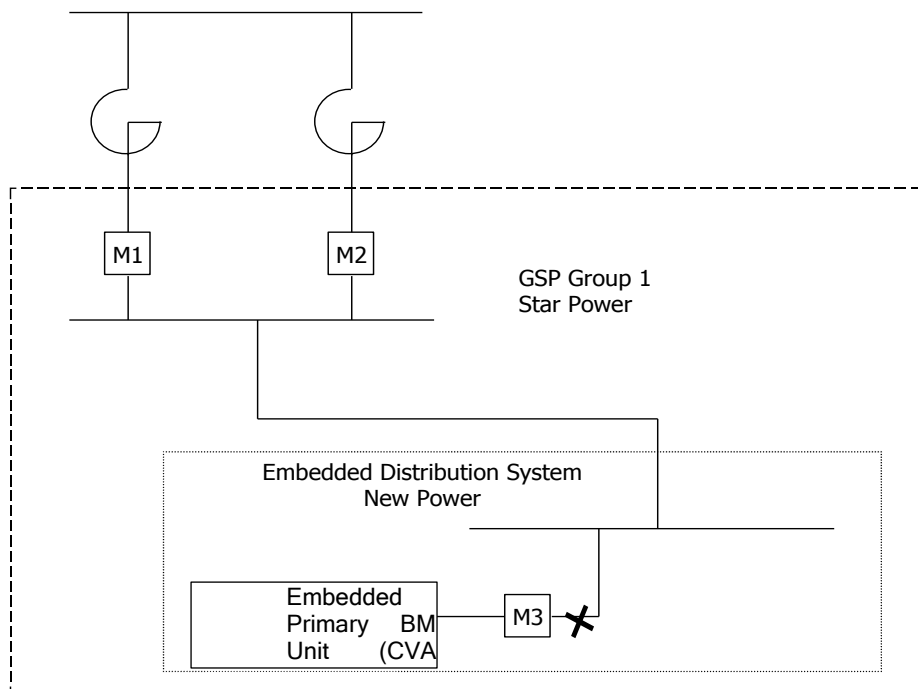 M1
M2
GSP Group 1
Star Power
Embedded Distribution System
New Power
Embedded
Primary BM
Unit (CVA
M3